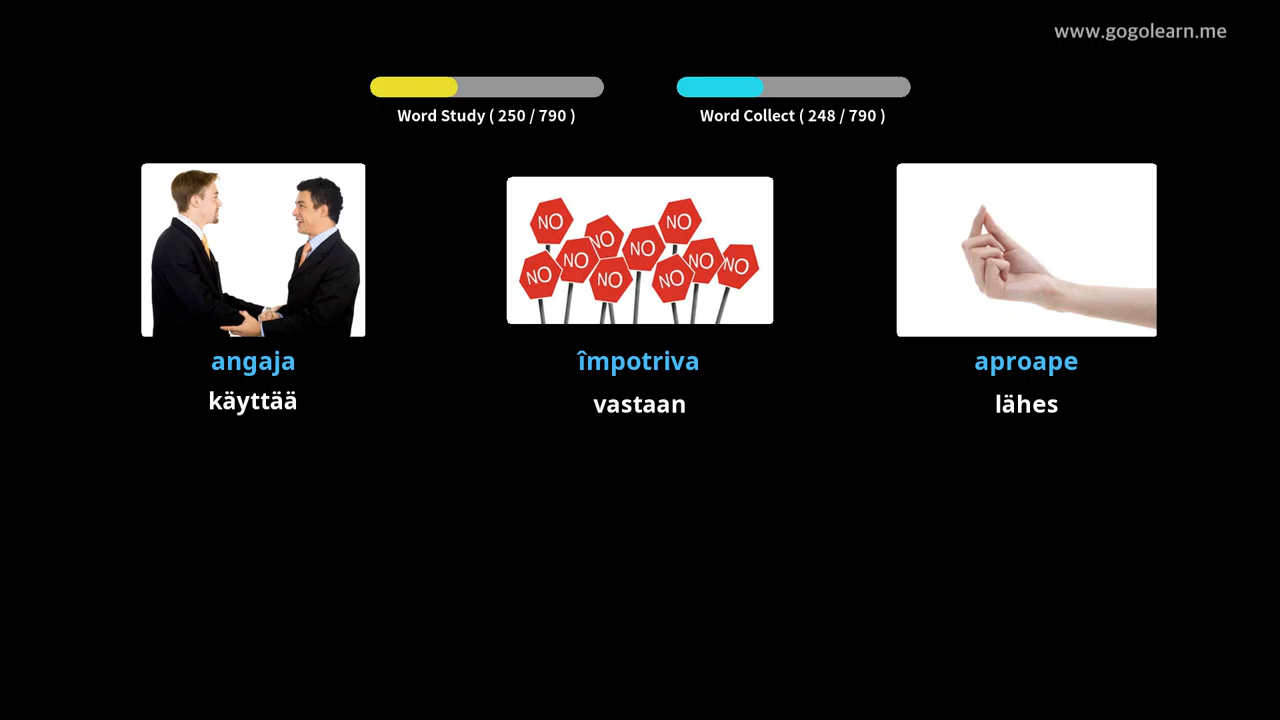 www.gogolearn.me
Word Study ( 250 / 790 )
Word Collect ( 248 / 790 )
NO
NO
NO
NO
NO
NO
NO
NO
NO
NO
angaja
împotriva
aproape
käyttää
vastaan
lähes